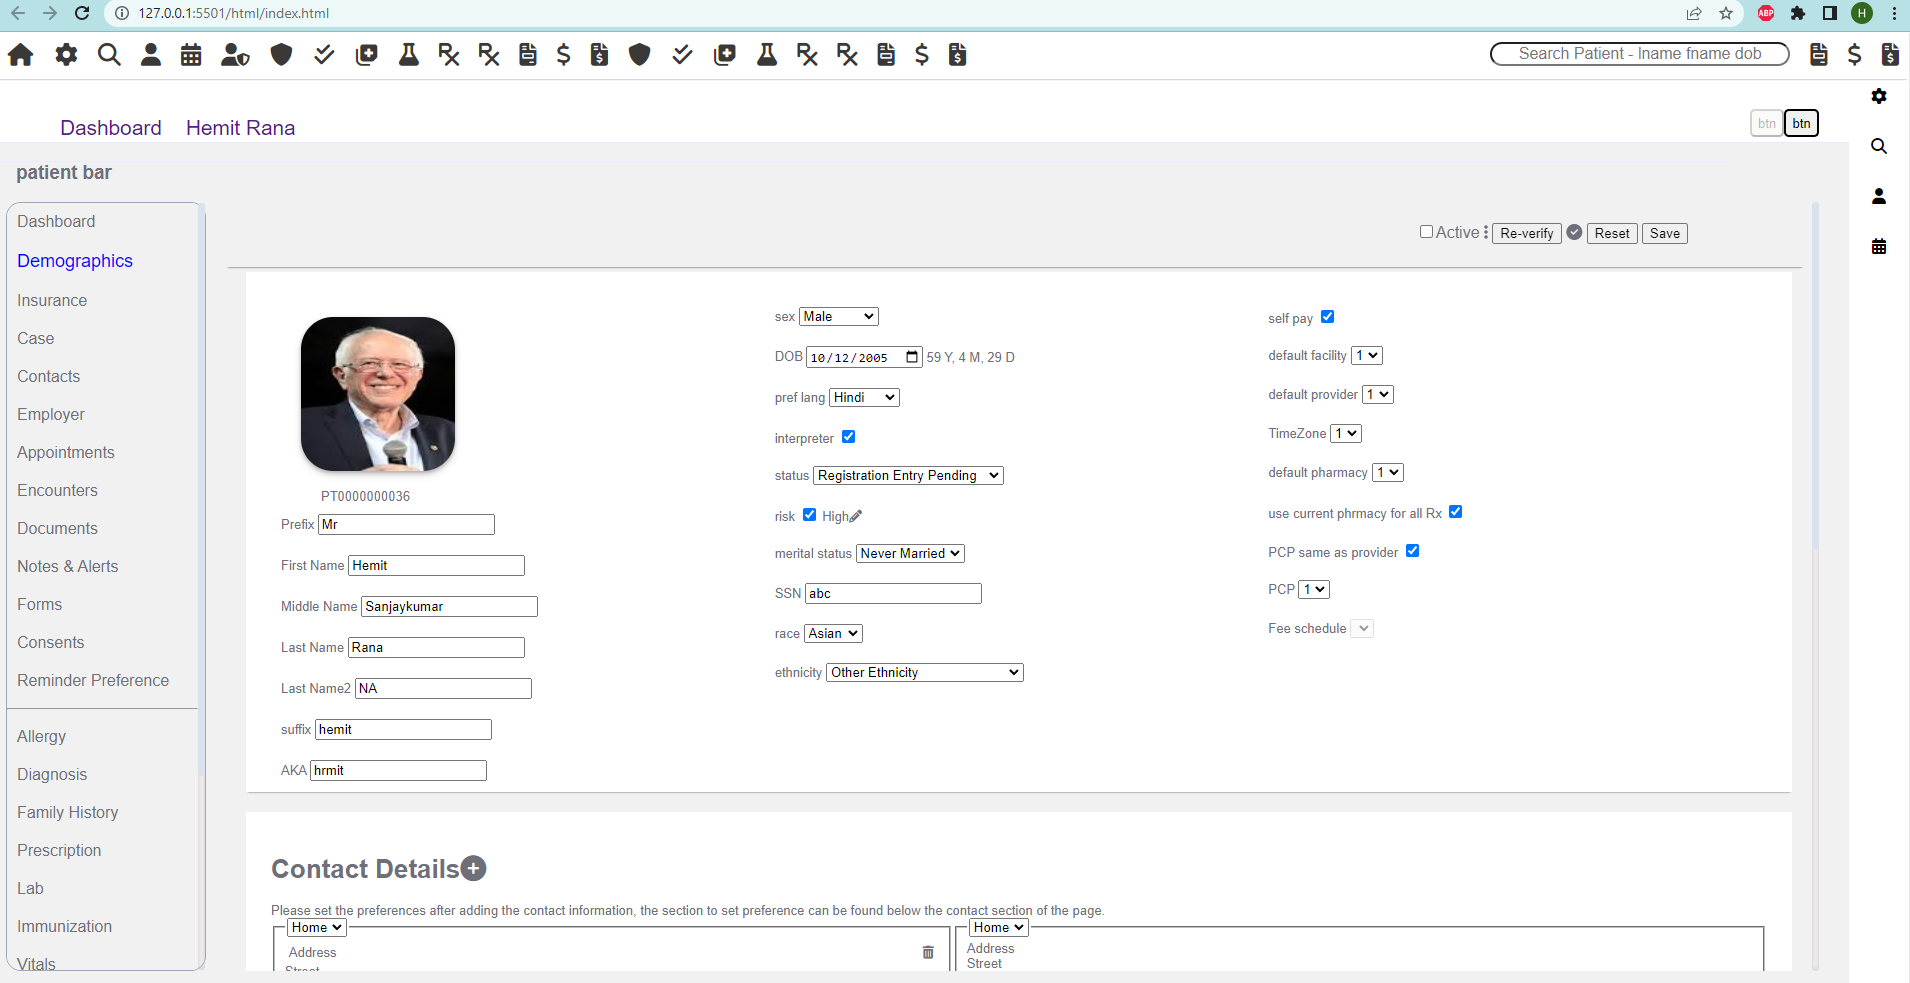 127.0.0.1:5501/html/index.html
ABP
H
Search Patient - lname fname dob
Dashboard Hemit Rana
btn btn
patient bar
Dashboard
Demographics
Insurance
Case
Contacts
Employer
Appointments
Encounters
Documents
Notes & Alerts
Forms
Consents
Reminder Preference
Allergy
Diagnosis
Family History
Prescription
Lab
Immunization
Vitals
Active Re-verify Reset Save
PT0000000036
Prefix Mr
First Name Hemit
Middle Name Sanjaykumar
Last Name Rana
Last Name2 NA
suffix hemit
AKA hrmit
sex Male
DOB 10/12/2005 59 Y, 4 M, 29 D
pref lang Hindi
interpreter
status Registration Entry Pending
risk High
merital status Never Married
SSN abc
race Asian
ethnicity Other Ethnicity
self pay
default facility 1
default provider 1
TimeZone 1
default pharmacy 1
use current phrmacy for all Rx
PCP same as provider
PCP 1
Fee schedule
Contact Details
Please set the preferences after adding the contact information, the section to set preference can be found below the contact section of the page.
Home
Address
Street
Home
Address
Street